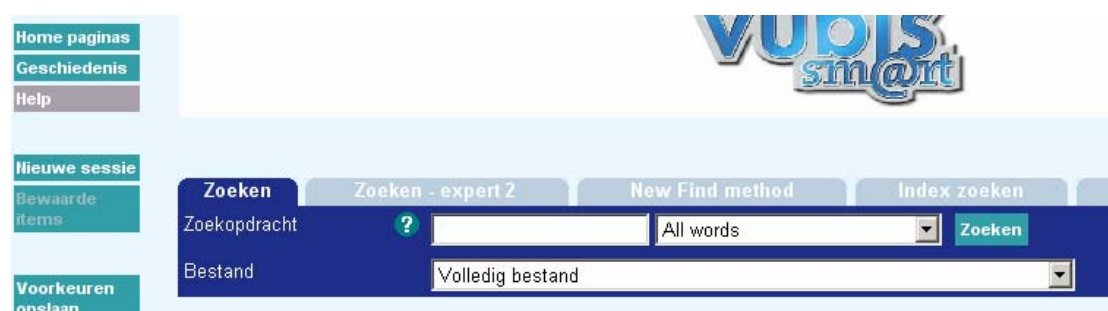 Home paginas
Geschiedenis
Help
Nieuwe sessie
Bewaarde
items
Voorkeuren
opslaan
VUBIS
sm@rt
Zoeken
Zoeken - expert 2
New Find method
Index zoeken
Zoekopdracht ? All words Zoeken
Bestand Volledig bestand